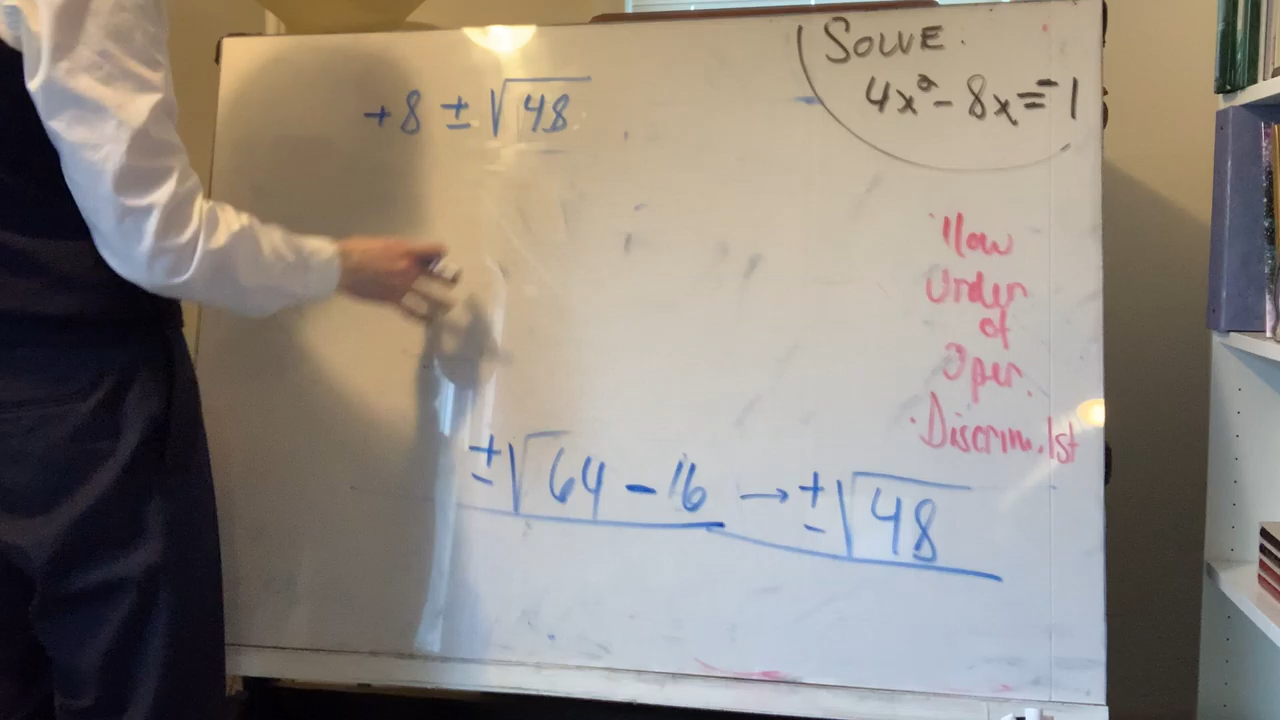 SOLVE.
4x² - 8x = -1
+8 ± √48
Now
Order
of
Oper.
Discrim. 1st
± √64 - 16 → ± √48